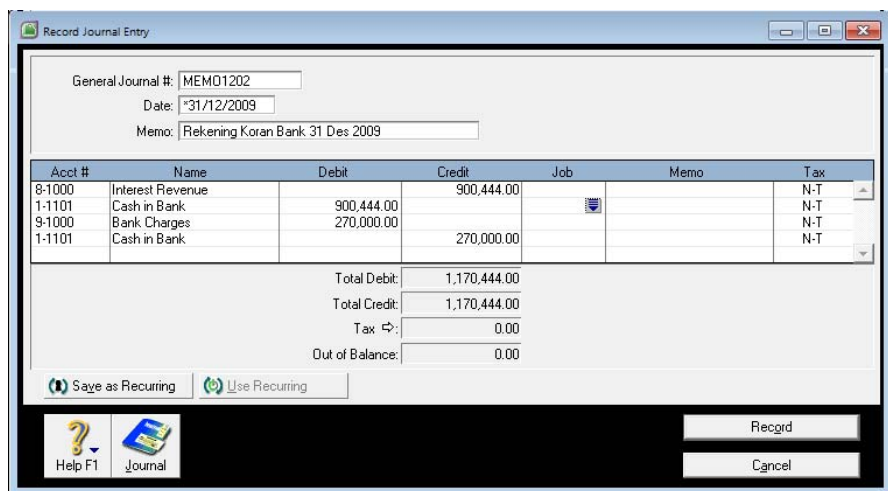 Record Journal Entry
General Journal #: MEMO1202
Date: *31/12/2009
Memo: Rekening Koran Bank 31 Des 2009
Acct # Name Debit Credit Job Memo Tax
8-1000 Interest Revenue 900,444.00 N-T
1-1101 Cash in Bank 900,444.00 N-T
9-1000 Bank Charges 270,000.00 N-T
1-1101 Cash in Bank 270,000.00 N-T
Total Debit: 1,170,444.00
Total Credit: 1,170,444.00
Tax ⇨: 0.00
Out of Balance: 0.00
Save as Recurring Use Recurring
Help F1 Journal
Record
Cancel